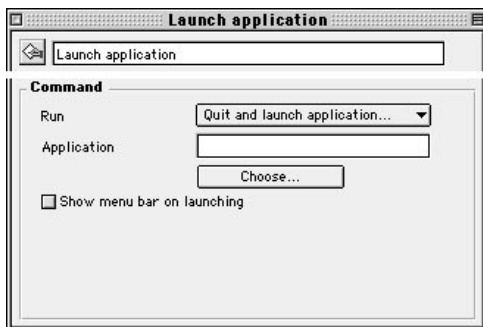 Launch application
Launch application
Command
Run
Quit and launch application...
Application
Choose...
Show menu bar on launching